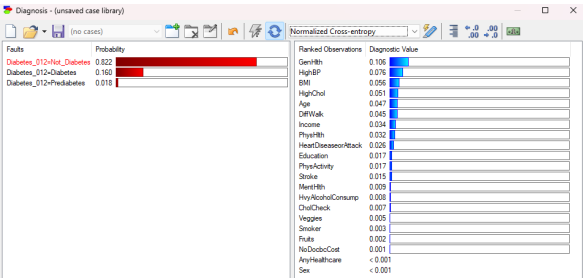 Diagnosis - (unsaved case library)
(no cases)
Normalized Cross-entropy
Faults Probability
Diabetes_012=Not_Diabetes 0.822
Diabetes_012=Diabetes 0.160
Diabetes_012=Prediabetes 0.018
Ranked Observations Diagnostic Value
GenHlth 0.106
HighBP 0.076
BMI 0.056
HighChol 0.051
Age 0.047
DiffWalk 0.045
Income 0.034
PhysHlth 0.032
HeartDiseaseorAttack 0.026
Education 0.017
PhysActivity 0.017
Stroke 0.015
MentHlth 0.009
HvyAlcoholConsump 0.008
CholCheck 0.007
Veggies 0.005
Smoker 0.003
Fruits 0.002
NoDocbcCost 0.001
AnyHealthcare < 0.001
Sex < 0.001